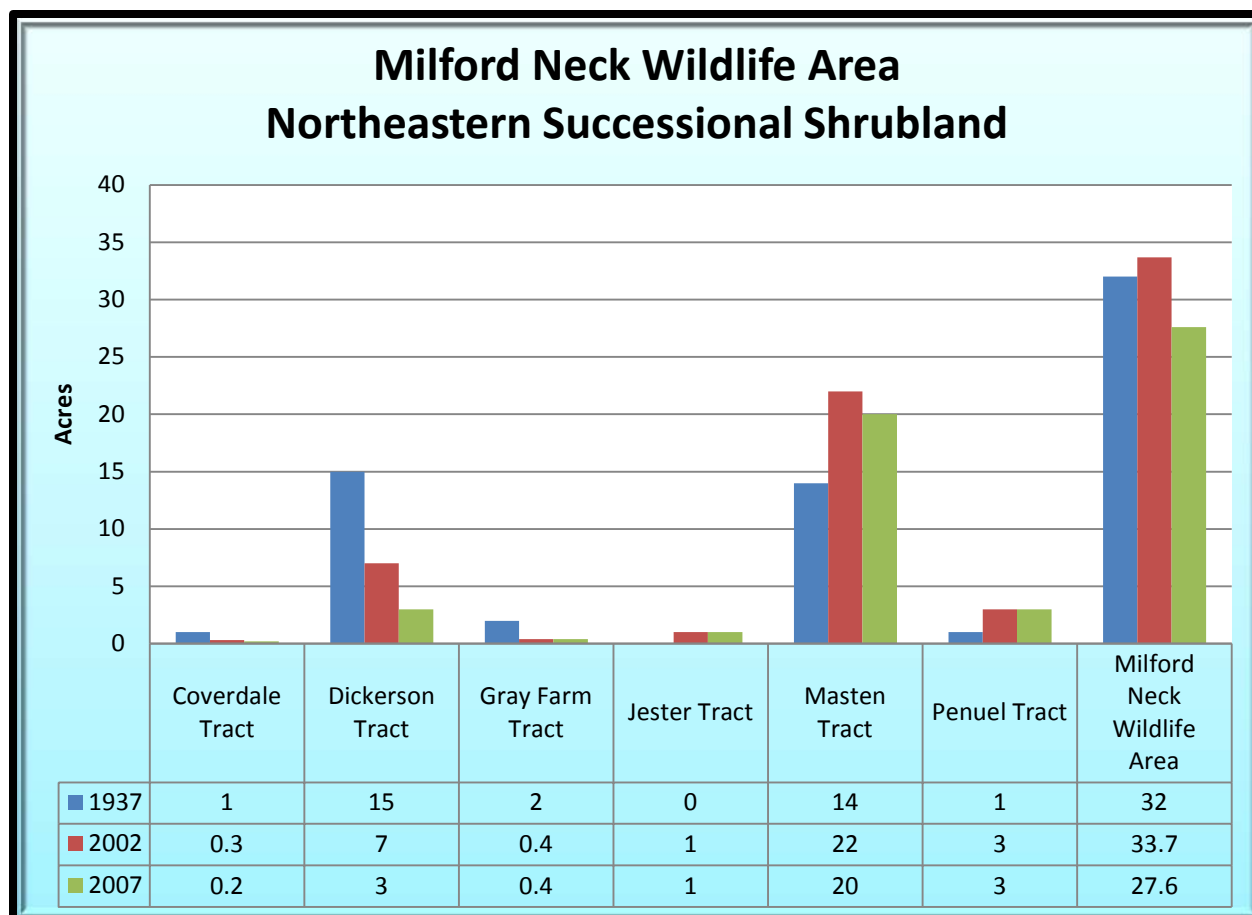 Milford Neck Wildlife Area
Northeastern Successional Shrubland
Acres
40
35
30
25
20
15
10
5
0
Coverdale Tract Dickerson Tract Gray Farm Tract Jester Tract Masten Tract Penuel Tract Milford Neck Wildlife Area
1937 1 15 2 0 14 1 32
2002 0.3 7 0.4 1 22 3 33.7
2007 0.2 3 0.4 1 20 3 27.6